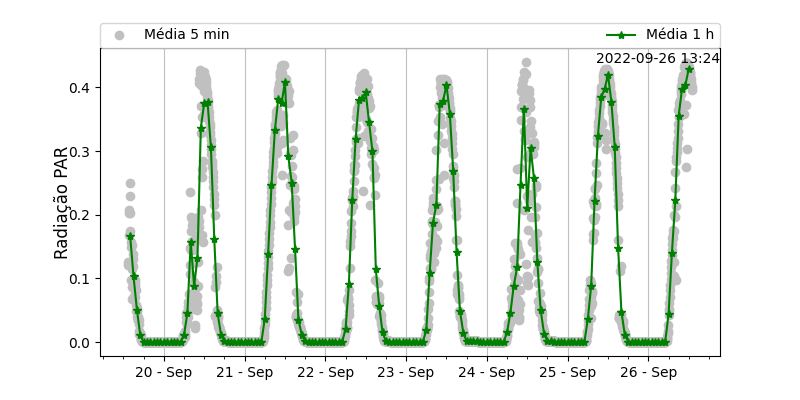 Média 5 min
Média 1 h
2022-09-26 13:24
Radiação PAR
0.4
0.3
0.2
0.1
0.0
20 - Sep
21 - Sep
22 - Sep
23 - Sep
24 - Sep
25 - Sep
26 - Sep